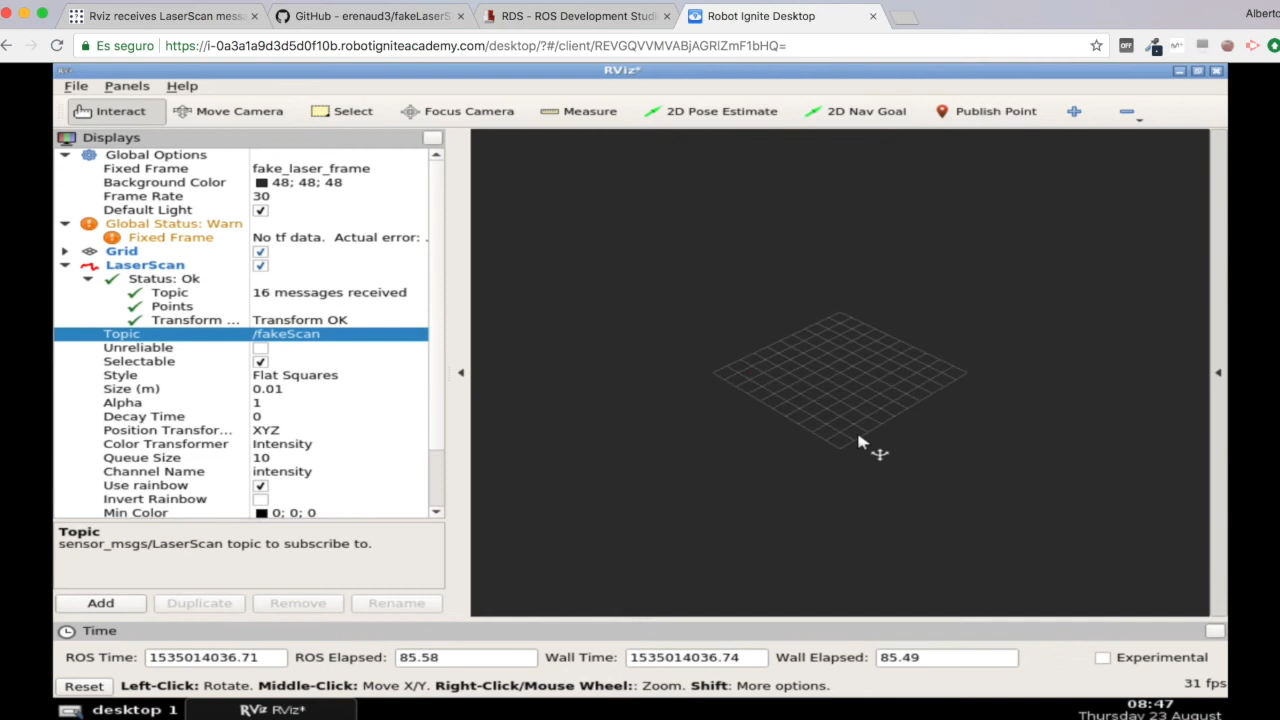 Rviz receives LaserScan mess
GitHub - erenaud3/fakeLaserS
RDS - ROS Development Studi
Robot Ignite Desktop
Alberto
Es seguro
https://i-0a3a1a9d3d5d0f10b.robotigniteacademy.com/desktop/?#/client/REVGQVVMVABjAGRlZmF1bHQ=
OFF
RViz*
File Panels Help
Interact Move Camera Select Focus Camera Measure 2D Pose Estimate 2D Nav Goal Publish Point
Displays
Global Options
Fixed Frame fake_laser_frame
Background Color 48; 48; 48
Frame Rate 30
Default Light
Global Status: Warn
Fixed Frame No tf data. Actual error: .
Grid
LaserScan
Status: Ok
Topic 16 messages received
Points
Transform ... Transform OK
Topic /fakeScan
Unreliable
Selectable
Style Flat Squares
Size (m) 0.01
Alpha 1
Decay Time 0
Position Transfor... XYZ
Color Transformer Intensity
Queue Size 10
Channel Name intensity
Use rainbow
Invert Rainbow
Min Color 0; 0; 0
Topic
sensor_msgs/LaserScan topic to subscribe to.
Add Duplicate Remove Rename
Time
ROS Time: 1535014036.71 ROS Elapsed: 85.58 Wall Time: 1535014036.74 Wall Elapsed: 85.49 Experimental
Reset Left-Click: Rotate. Middle-Click: Move X/Y. Right-Click/Mouse Wheel:: Zoom. Shift: More options. 31 fps
desktop 1 RViz RViz* 08:47
Thursday 23 August